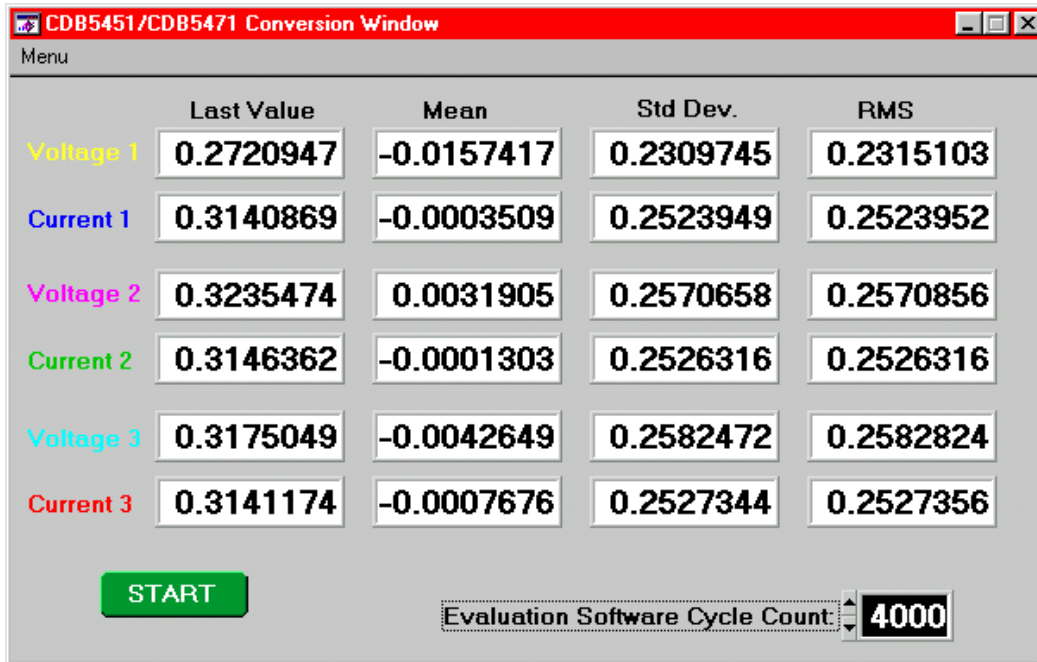 CDB5451/CDB5471 Conversion Window
Menu
Last Value Mean Std Dev. RMS
Voltage 1 0.2720947 -0.0157417 0.2309745 0.2315103
Current 1 0.3140869 -0.0003509 0.2523949 0.2523952
Voltage 2 0.3235474 0.0031905 0.2570658 0.2570856
Current 2 0.3146362 -0.0001303 0.2526316 0.2526316
Voltage 3 0.3175049 -0.0042649 0.2582472 0.2582824
Current 3 0.3141174 -0.0007676 0.2527344 0.2527356
START
Evaluation Software Cycle Count: 4000